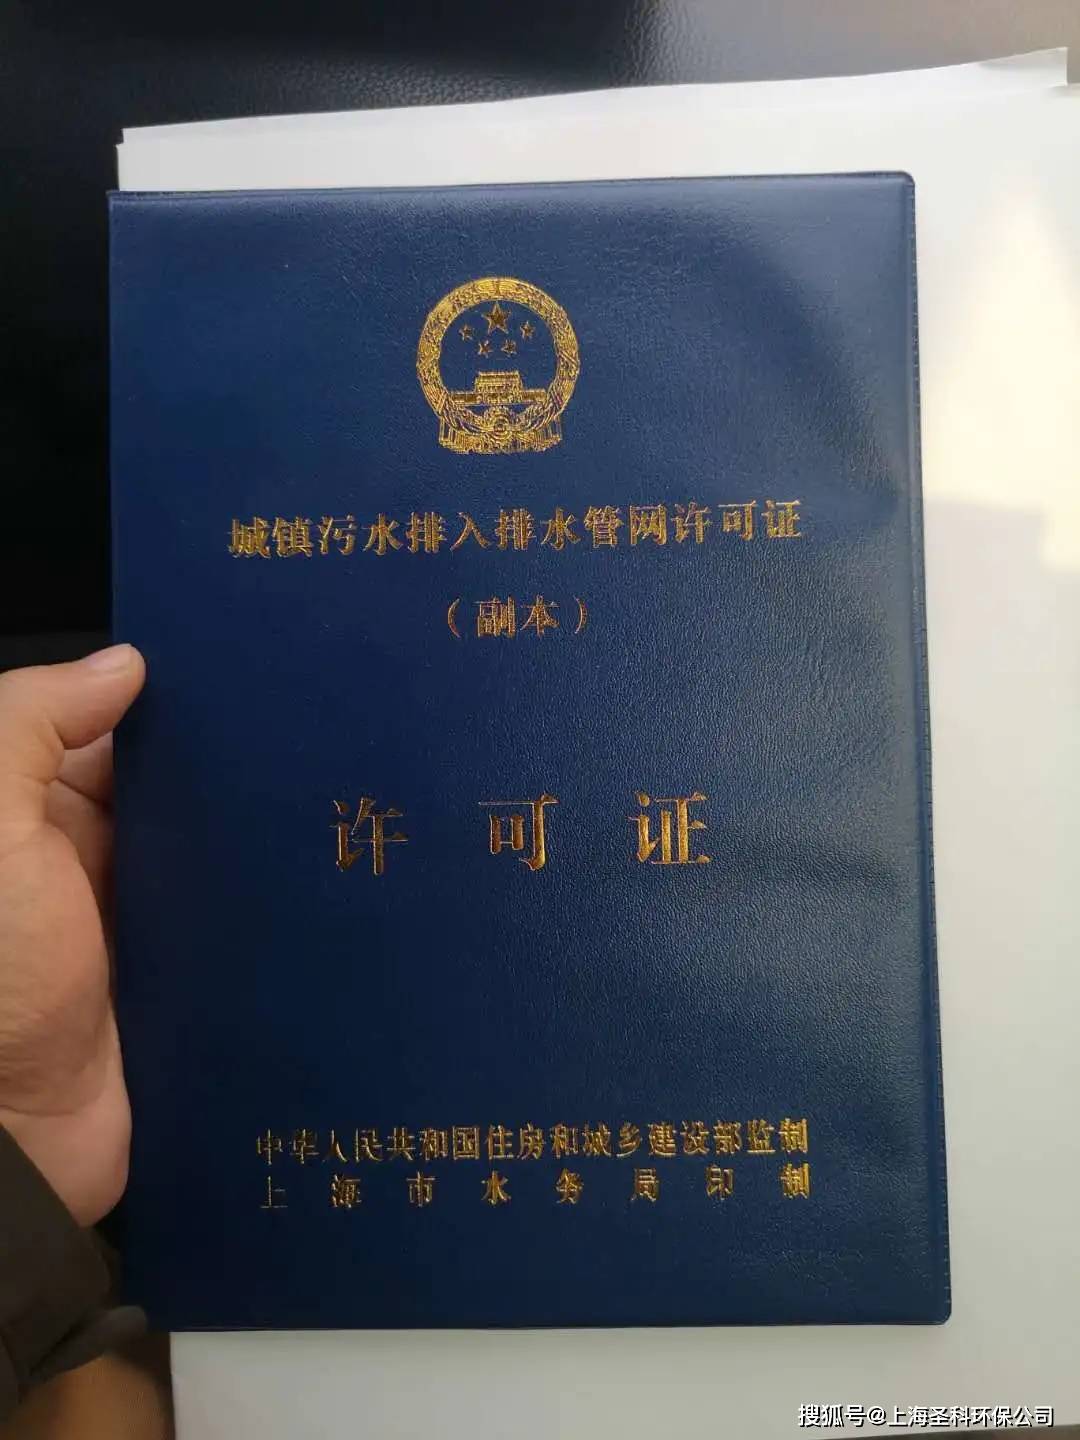 城镇污水排入排水管网许可证
（副本）
许可证
中华人民共和国住房和城乡建设部监制
上海市水务局印制
搜狐号@上海圣科环保公司